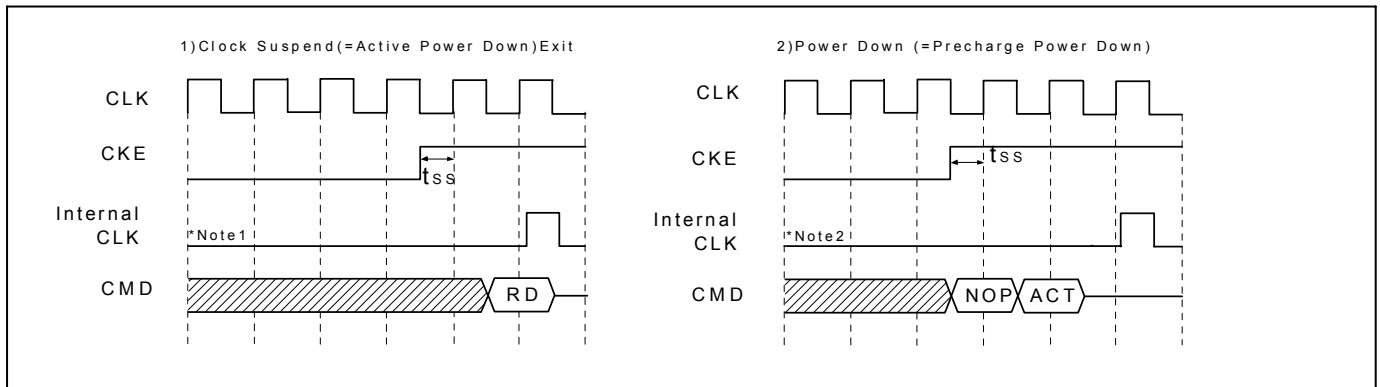 1)Clock Suspend(=Active Power Down)Exit
CLK
CKE
tss
Internal
CLK
*Note1
CMD
RD
2)Power Down (=Precharge Power Down)
CLK
CKE
tss
Internal
CLK
*Note2
CMD
NOP
ACT